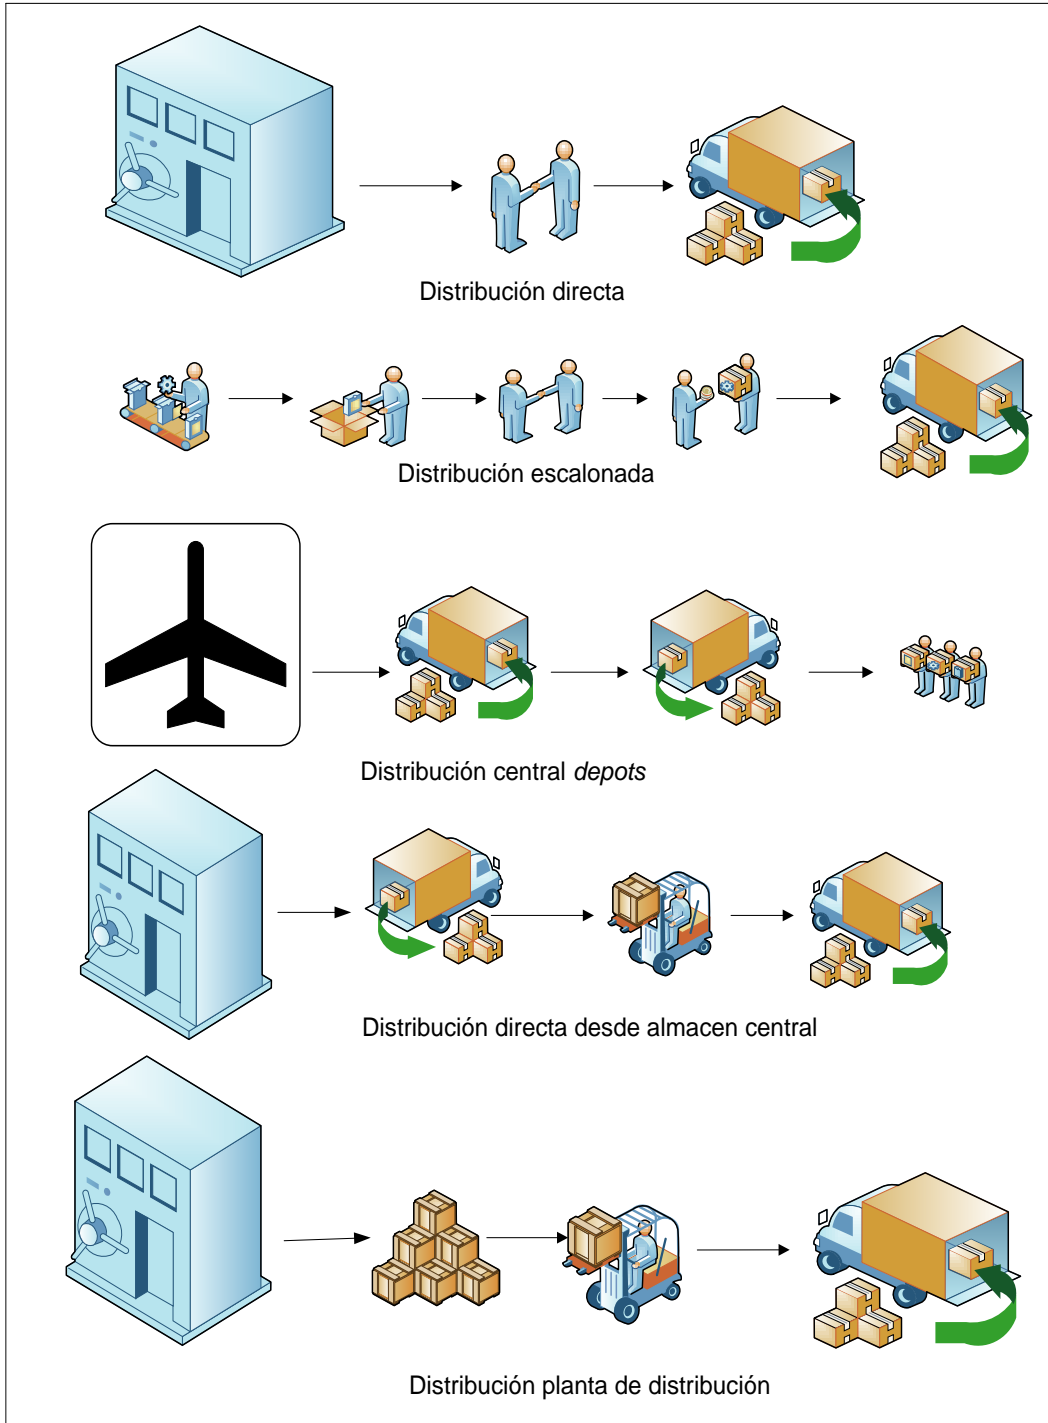 Distribución directa
Distribución escalonada
Distribución central depots
Distribución directa desde almacen central
Distribución planta de distribución